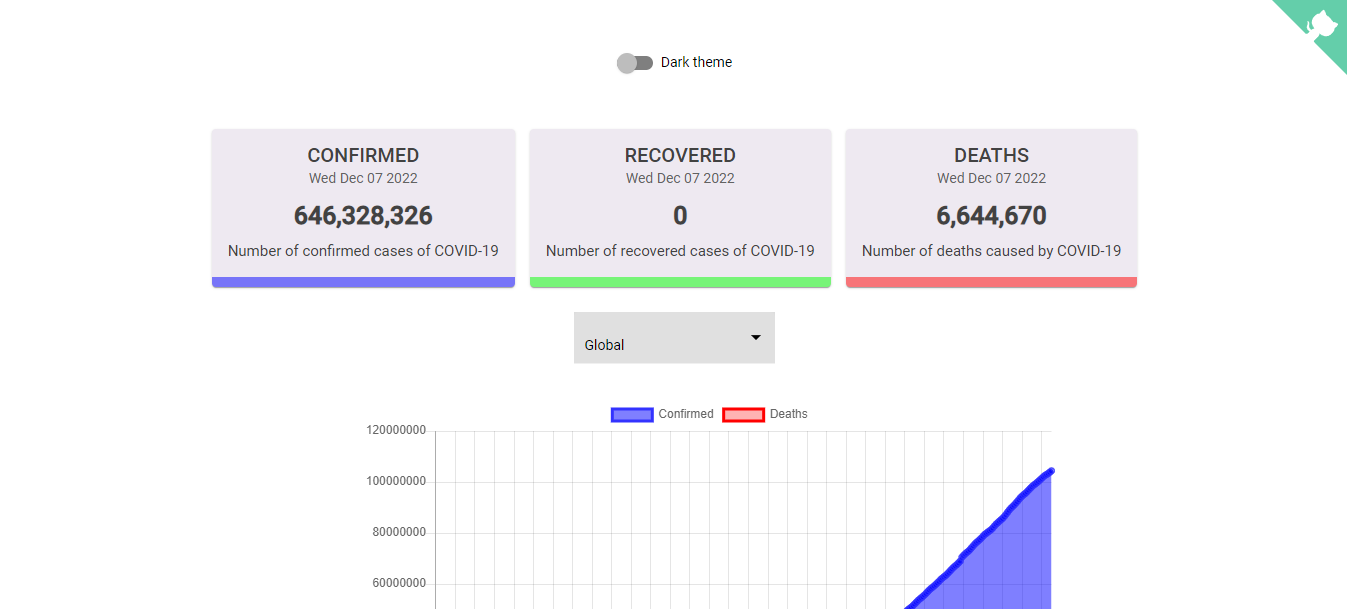 Dark theme
CONFIRMED
Wed Dec 07 2022
646,328,326
Number of confirmed cases of COVID-19
RECOVERED
Wed Dec 07 2022
0
Number of recovered cases of COVID-19
DEATHS
Wed Dec 07 2022
6,644,670
Number of deaths caused by COVID-19
Global
Confirmed Deaths
120000000
100000000
80000000
60000000